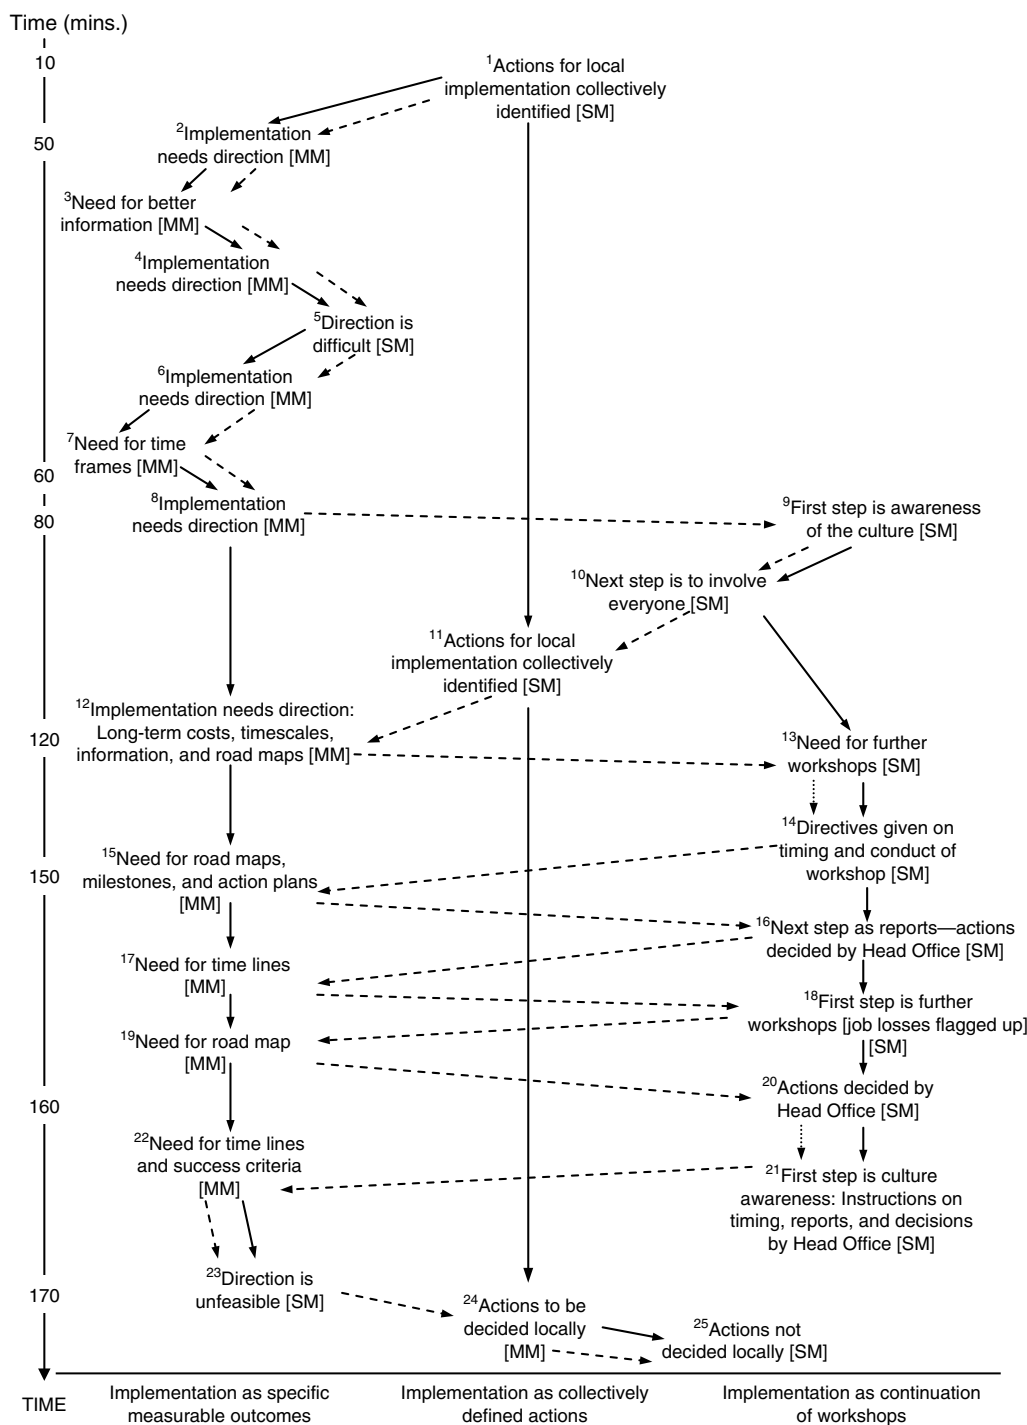 Time (mins.)
10
¹Actions for local
implementation collectively
identified [SM]
50
²Implementation
needs direction [MM]
³Need for better
information [MM]
⁴Implementation
needs direction [MM]
⁵Direction is
difficult [SM]
⁶Implementation
needs direction [MM]
⁷Need for time
frames [MM]
60
⁸Implementation
needs direction [MM]
80
⁹First step is awareness
of the culture [SM]
¹⁰Next step is to involve
everyone [SM]
¹¹Actions for local
implementation collectively
identified [SM]
¹²Implementation needs direction:
Long-term costs, timescales,
information, and road maps [MM]
120
¹³Need for further
workshops [SM]
¹⁴Directives given on
timing and conduct of
workshop [SM]
¹⁵Need for road maps,
milestones, and action plans
[MM]
150
¹⁶Next step as reports—actions
decided by Head Office [SM]
¹⁷Need for time lines
[MM]
¹⁸First step is further
workshops [job losses flagged up]
[SM]
¹⁹Need for road map
[MM]
²⁰Actions decided by
Head Office [SM]
160
²²Need for time lines
and success criteria
[MM]
²¹First step is culture
awareness: Instructions on
timing, reports, and decisions
by Head Office [SM]
²³Direction is
unfeasible [SM]
170
²⁴Actions to be
decided locally
[MM]
²⁵Actions not
decided locally [SM]
TIME
Implementation as specific
measurable outcomes
Implementation as collectively
defined actions
Implementation as continuation
of workshops